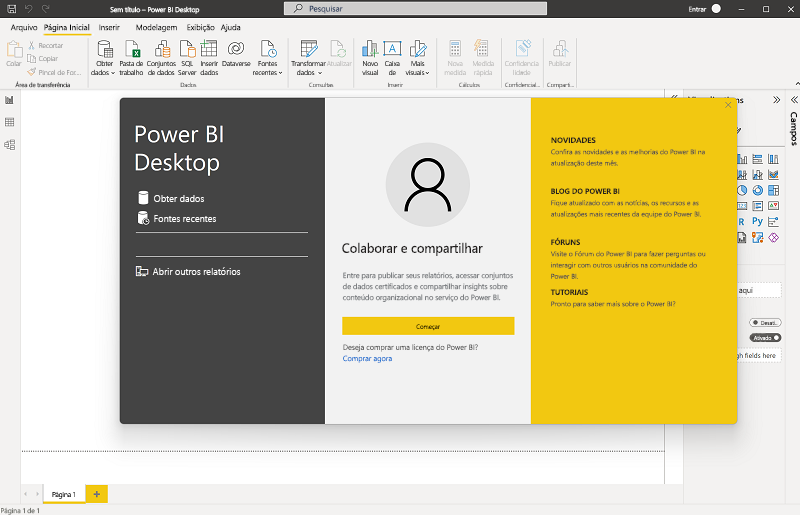 Sem título – Power BI Desktop
Pesquisar
Entrar
Arquivo Página Inicial Inserir Modelagem Exibição Ajuda
Colar
Recortar
Copiar
Pincel de For...
Área de transferência
Obter dados
Pasta de trabalho
Conjuntos de dados
SQL Server
Inserir dados
Dataverse
Fontes recentes
Dados
Transformar dados
Atualizar
Consultas
Novo visual
Caixa de
Mais visuais
Inserir
Nova medida
Medida rápida
Cálculos
Confidencia lidade
Confidencial...
Publicar
Comparti...
Campos
Power BI
Desktop
Obter dados
Fontes recentes
Abrir outros relatórios
Colaborar e compartilhar
Entre para publicar seus relatórios, acessar conjuntos
de dados certificados e compartilhar insights sobre
conteúdo organizacional no serviço do Power BI.
Começar
Deseja comprar uma licença do Power BI?
Comprar agora
NOVIDADES
Confira as novidades e as melhorias do Power BI na
atualização deste mês.
BLOG DO POWER BI
Fique atualizado com as notícias, os recursos e as
atualizações mais recentes da equipe do Power BI.
FÓRUNS
Visite o Fórum do Power BI para fazer perguntas ou
interagir com outros usuários na comunidade do
Power BI.
TUTORIAIS
Pronto para saber mais sobre o Power BI?
R Py
aqui
Desati...
Ativado
fields here
Página 1
Página 1 de 1